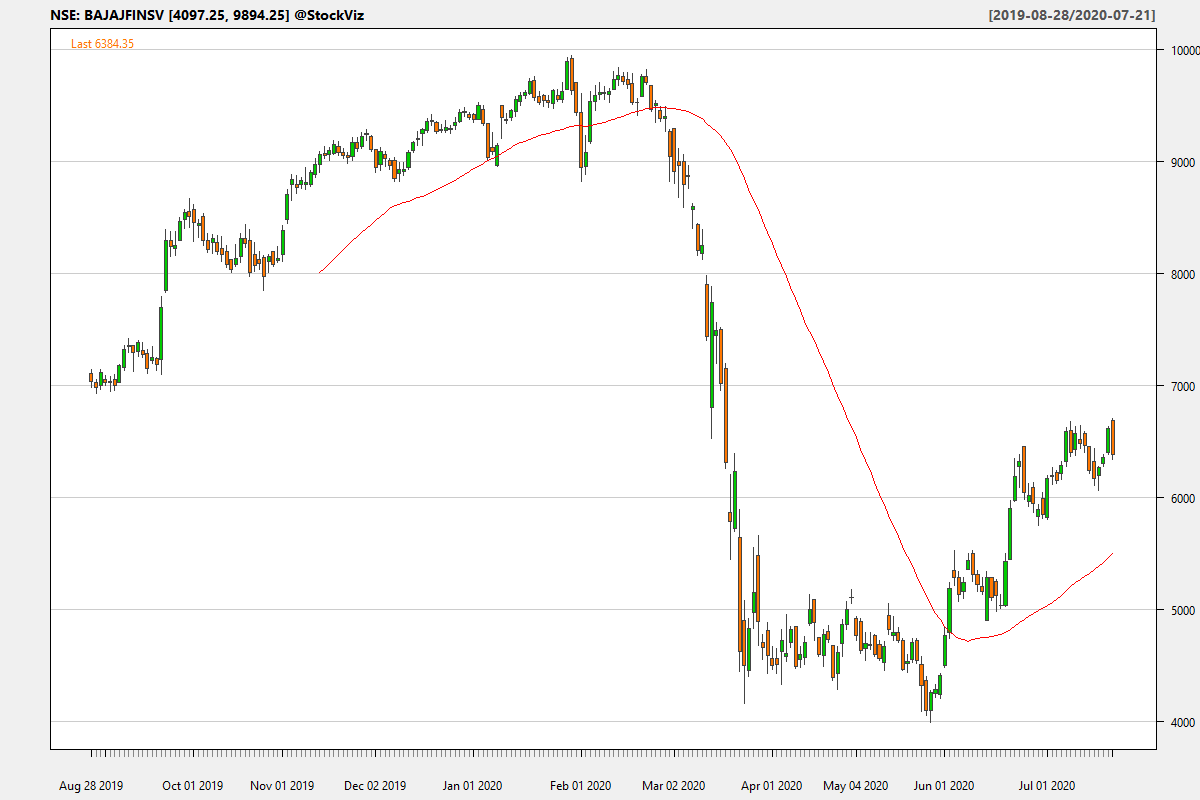 NSE: BAJAJFINSV [4097.25, 9894.25] @StockViz [2019-08-28/2020-07-21]
Last 6384.35
10000
9000
8000
7000
6000
5000
4000
Aug 28 2019 Oct 01 2019 Nov 01 2019 Dec 02 2019 Jan 01 2020 Feb 01 2020 Mar 02 2020 Apr 01 2020 May 04 2020 Jun 01 2020 Jul 01 2020